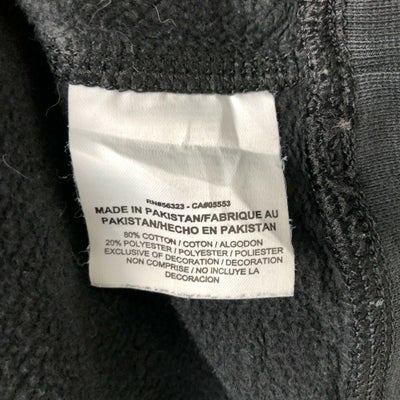 RN#56323 - CA#05553
MADE IN PAKISTAN/FABRIQUE AU
PAKISTAN/HECHO EN PAKISTAN
80% COTTON / COTON / ALGODON
20% POLYESTER / POLYESTER / POLIESTER
EXCLUSIVE OF DECORATION / DECORATION
NON COMPRISE / NO INCLUYE LA
DECORACION